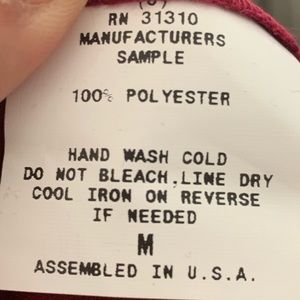 RN 31310
MANUFACTURERS
SAMPLE
100% POLYESTER
HAND WASH COLD
DO NOT BLEACH,LINE DRY
COOL IRON ON REVERSE
IF NEEDED
M
ASSEMBLED IN U.S.A.